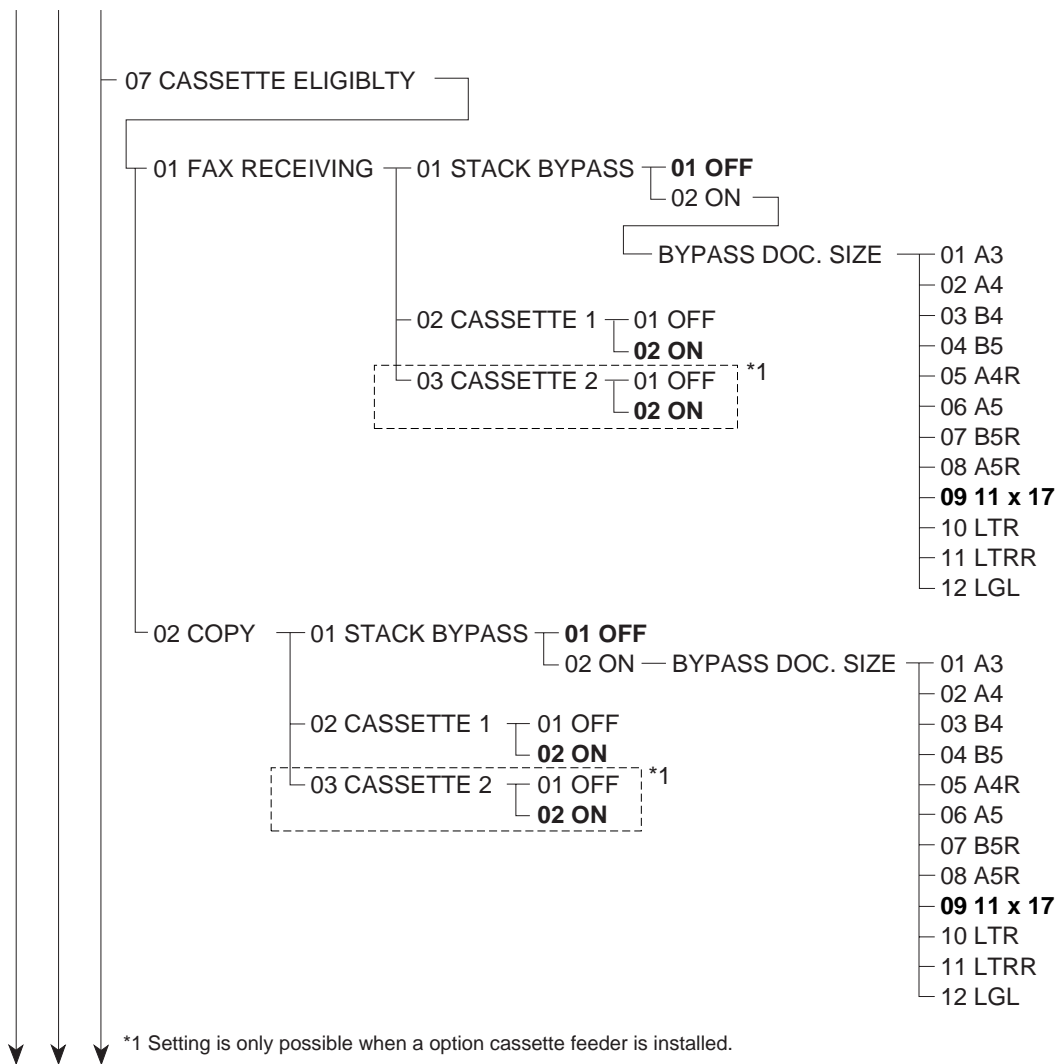 07 CASSETTE ELIGIBLTY
01 FAX RECEIVING 01 STACK BYPASS 01 OFF
02 ON
BYPASS DOC. SIZE 01 A3
02 A4
03 B4
02 CASSETTE 1 01 OFF
04 B5
02 ON
05 A4R
03 CASSETTE 2 01 OFF *1
06 A5
02 ON
07 B5R
08 A5R
09 11 x 17
10 LTR
11 LTRR
12 LGL
02 COPY 01 STACK BYPASS 01 OFF
02 ON BYPASS DOC. SIZE 01 A3
02 A4
02 CASSETTE 1 01 OFF 03 B4
02 ON 04 B5
03 CASSETTE 2 01 OFF *1 05 A4R
02 ON 06 A5
07 B5R
08 A5R
09 11 x 17
10 LTR
11 LTRR
12 LGL
*1 Setting is only possible when a option cassette feeder is installed.